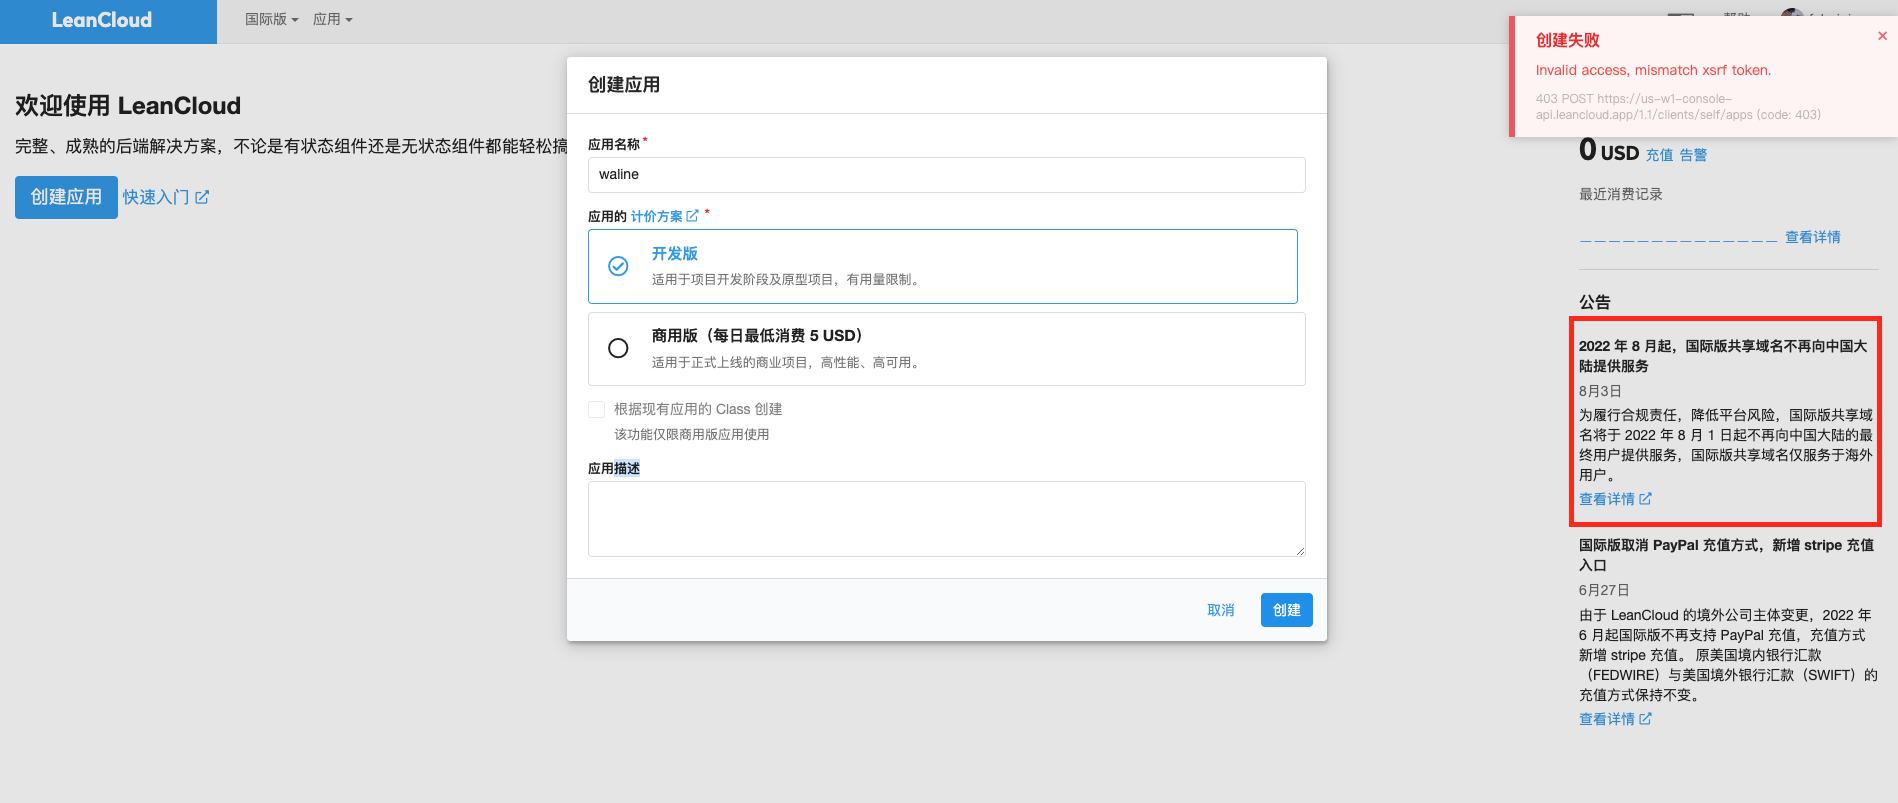 LeanCloud
国际版
应用
创建失败
Invalid access, mismatch xsrf token.
403 POST https://us-w1-console-
api.leancloud.app/1.1/clients/self/apps (code: 403)
欢迎使用 LeanCloud
完整、成熟的后端解决方案，不论是有状态组件还是无状态组件都能轻松搞
创建应用
快速入门
创建应用
应用名称*
waline
应用的 计价方案 *
开发版
适用于项目开发阶段及原型项目，有用量限制。
商用版（每日最低消费 5 USD）
适用于正式上线的商业项目，高性能、高可用。
根据现有应用的 Class 创建
该功能仅限商用版应用使用
应用描述
取消
创建
0 USD 充值 告警
最近消费记录
查看详情
公告
2022 年 8 月起，国际版共享域名不再向中国大
陆提供服务
8月3日
为履行合规责任，降低平台风险，国际版共享域
名将于 2022 年 8 月 1 日起不再向中国大陆的最
终用户提供服务，国际版共享域名仅服务于海外
用户。
查看详情
国际版取消 PayPal 充值方式，新增 stripe 充值
入口
6月27日
由于 LeanCloud 的境外公司主体变更，2022 年
6 月起国际版不再支持 PayPal 充值，充值方式
新增 stripe 充值。 原美国境内银行汇款
（FEDWIRE）与美国境外银行汇款（SWIFT）的
充值方式保持不变。
查看详情